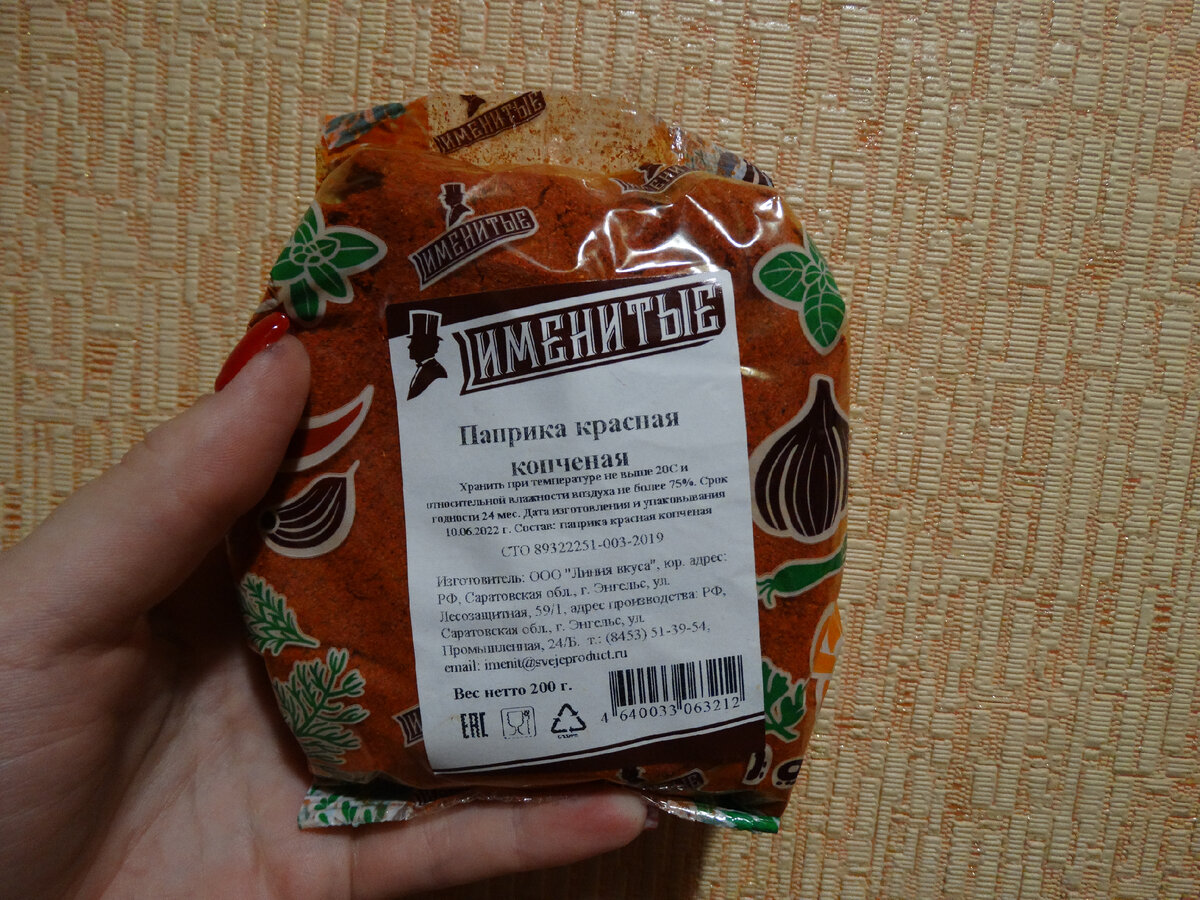 ИМЕНИТЫЕ
ИМЕНИТЫЕ
ИМЕНИТЫЕ
Паприка красная
копченая
Хранить при температуре не выше 20С и
относительной влажности воздуха не более 75%. Срок
годности 24 мес. Дата изготовления и упаковывания
10.06.2022 г. Состав: паприка красная копченая
СТО 89322251-003-2019
Изготовитель: ООО "Линия вкуса", юр. адрес:
РФ, Саратовская обл., г. Энгельс, ул.
Лесозащитная, 59/1, адрес производства: РФ,
Саратовская обл., г. Энгельс, ул.
Промышленная, 24/Б. т.: (8453) 51-39-54,
email: imenit@svejeproduct.ru
Вес нетто 200 г.
EAC
4 640033 063212